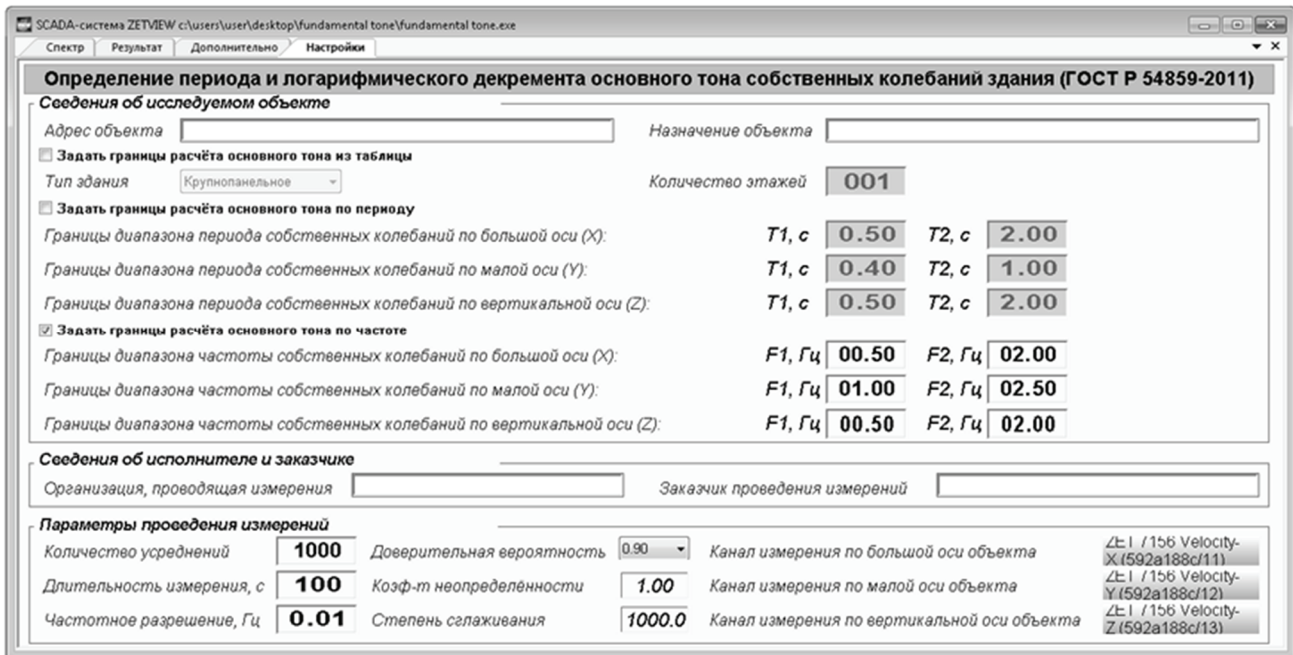 SCADA-система ZETVIEW c:\users\user\desktop\fundamental tone\fundamental tone.exe
Спектр Результат Дополнительно Настройки
Определение периода и логарифмического декремента основного тона собственных колебаний здания (ГОСТ Р 54859-2011)
Сведения об исследуемом объекте
Адрес объекта Назначение объекта
Задать границы расчёта основного тона из таблицы
Тип здания Крупнопанельное Количество этажей 001
Задать границы расчёта основного тона по периоду
Границы диапазона периода собственных колебаний по большой оси (X): T1, с 0.50 T2, с 2.00
Границы диапазона периода собственных колебаний по малой оси (Y): T1, с 0.40 T2, с 1.00
Границы диапазона периода собственных колебаний по вертикальной оси (Z): T1, с 0.50 T2, с 2.00
Задать границы расчёта основного тона по частоте
Границы диапазона частоты собственных колебаний по большой оси (X): F1, Гц 00.50 F2, Гц 02.00
Границы диапазона частоты собственных колебаний по малой оси (Y): F1, Гц 01.00 F2, Гц 02.50
Границы диапазона частоты собственных колебаний по вертикальной оси (Z): F1, Гц 00.50 F2, Гц 02.00
Сведения об исполнителе и заказчике
Организация, проводящая измерения Заказчик проведения измерений
Параметры проведения измерений
Количество усреднений 1000 Доверительная вероятность 0.90 Канал измерения по большой оси объекта ZET 7156 Velocity-X (592a188c/11)
Длительность измерения, с 100 Коэф-т неопределённости 1.00 Канал измерения по малой оси объекта ZET 7156 Velocity-Y (592a188c/12)
Частотное разрешение, Гц 0.01 Степень сглаживания 1000.0 Канал измерения по вертикальной оси объекта ZET 7156 Velocity-Z (592a188c/13)